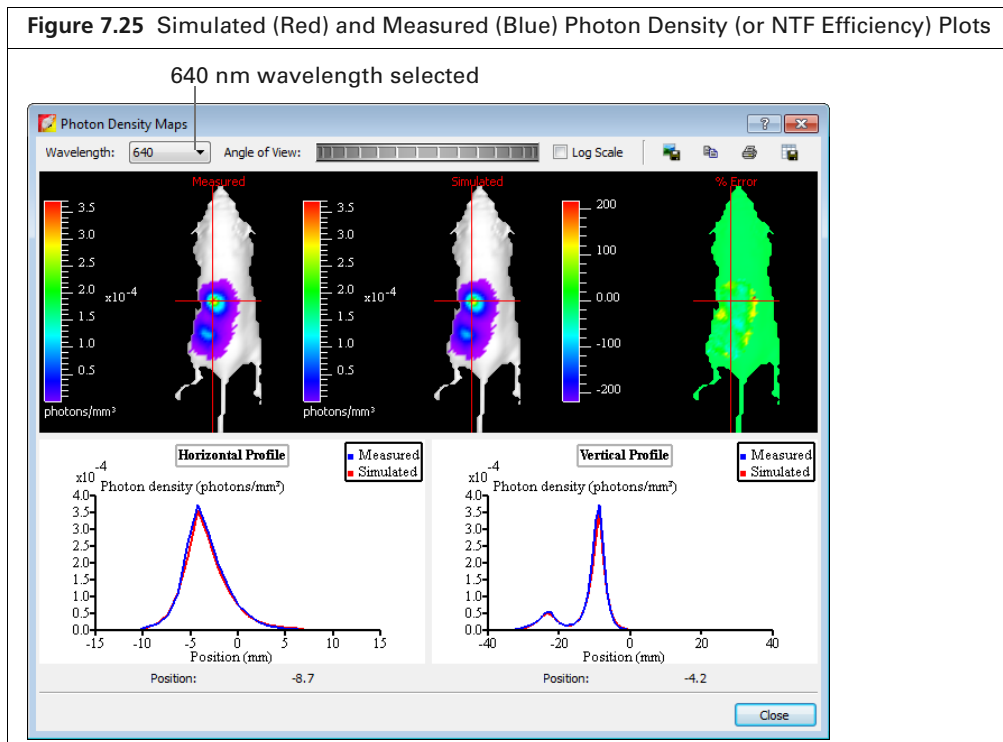 Figure 7.25 Simulated (Red) and Measured (Blue) Photon Density (or NTF Efficiency) Plots
640 nm wavelength selected
Photon Density Maps
Wavelength: 640 Angle of View: Log Scale
Measured Simulated % Error
3.5 3.5 200
3.0 3.0
2.5 2.5 100
2.0 x10-4 2.0 x10-4 0.00
1.5 1.5
1.0 1.0 -100
0.5 0.5 -200
photons/mm³ photons/mm³
Horizontal Profile
Measured
Simulated
x10-4
Photon density (photons/mm²)
4.0
3.5
3.0
2.5
2.0
1.5
1.0
0.5
0.0
-15 -10 -5 0 5 10 15
Position (mm)
Vertical Profile
Measured
Simulated
x10-4
Photon density (photons/mm²)
4.0
3.5
3.0
2.5
2.0
1.5
1.0
0.5
0.0
-40 -20 0 20 40
Position (mm)
Position: -8.7 Position: -4.2
Close